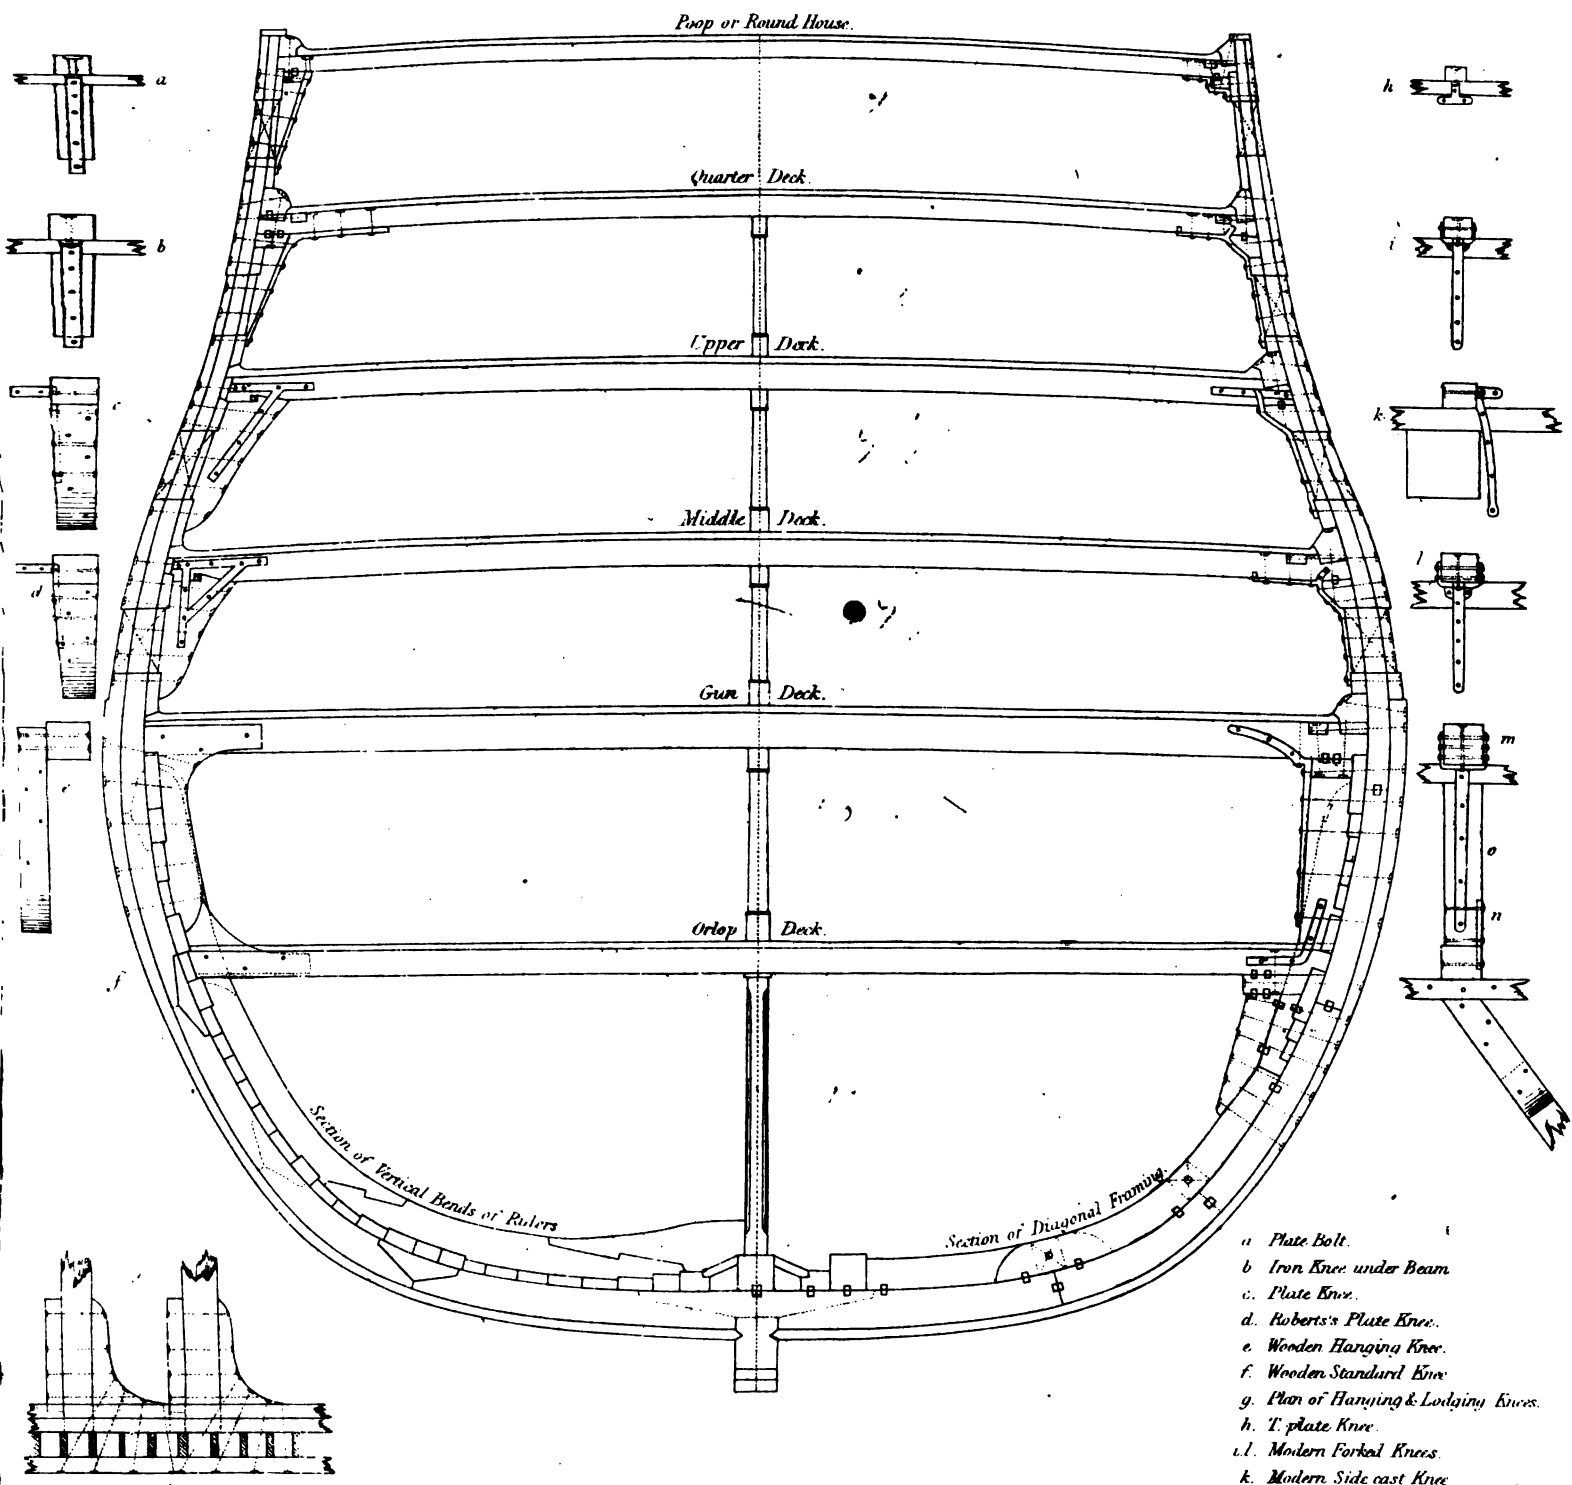 Poop or Round House.
a
h
Quarter Deck.
b
i
Upper Deck.
c
k.
Middle Deck.
d
l
Gun Deck.
e
m
o
n
Orlop Deck.
f
Section of Vertical Bends of Riders
Section of Diagonal Framing.
a Plate Bolt.
b Iron Knee under Beam
c. Plate Knee.
d. Roberts's Plate Knee.
e. Wooden Hanging Knee.
f. Wooden Standard Knee
g. Plan of Hanging & Lodging Knees.
h. T. plate Knee.
i.l. Modern Forked Knees.
k. Modern Side cast Knee